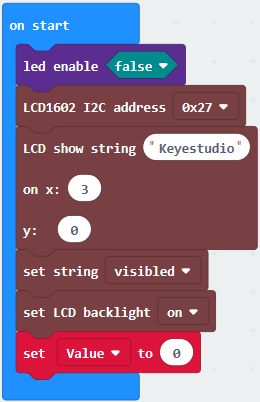 on start
led enable false
LCD1602 I2C address 0x27
LCD show string "Keyestudio"
on x: 3
y: 0
set string visibled
set LCD backlight on
set Value to 0